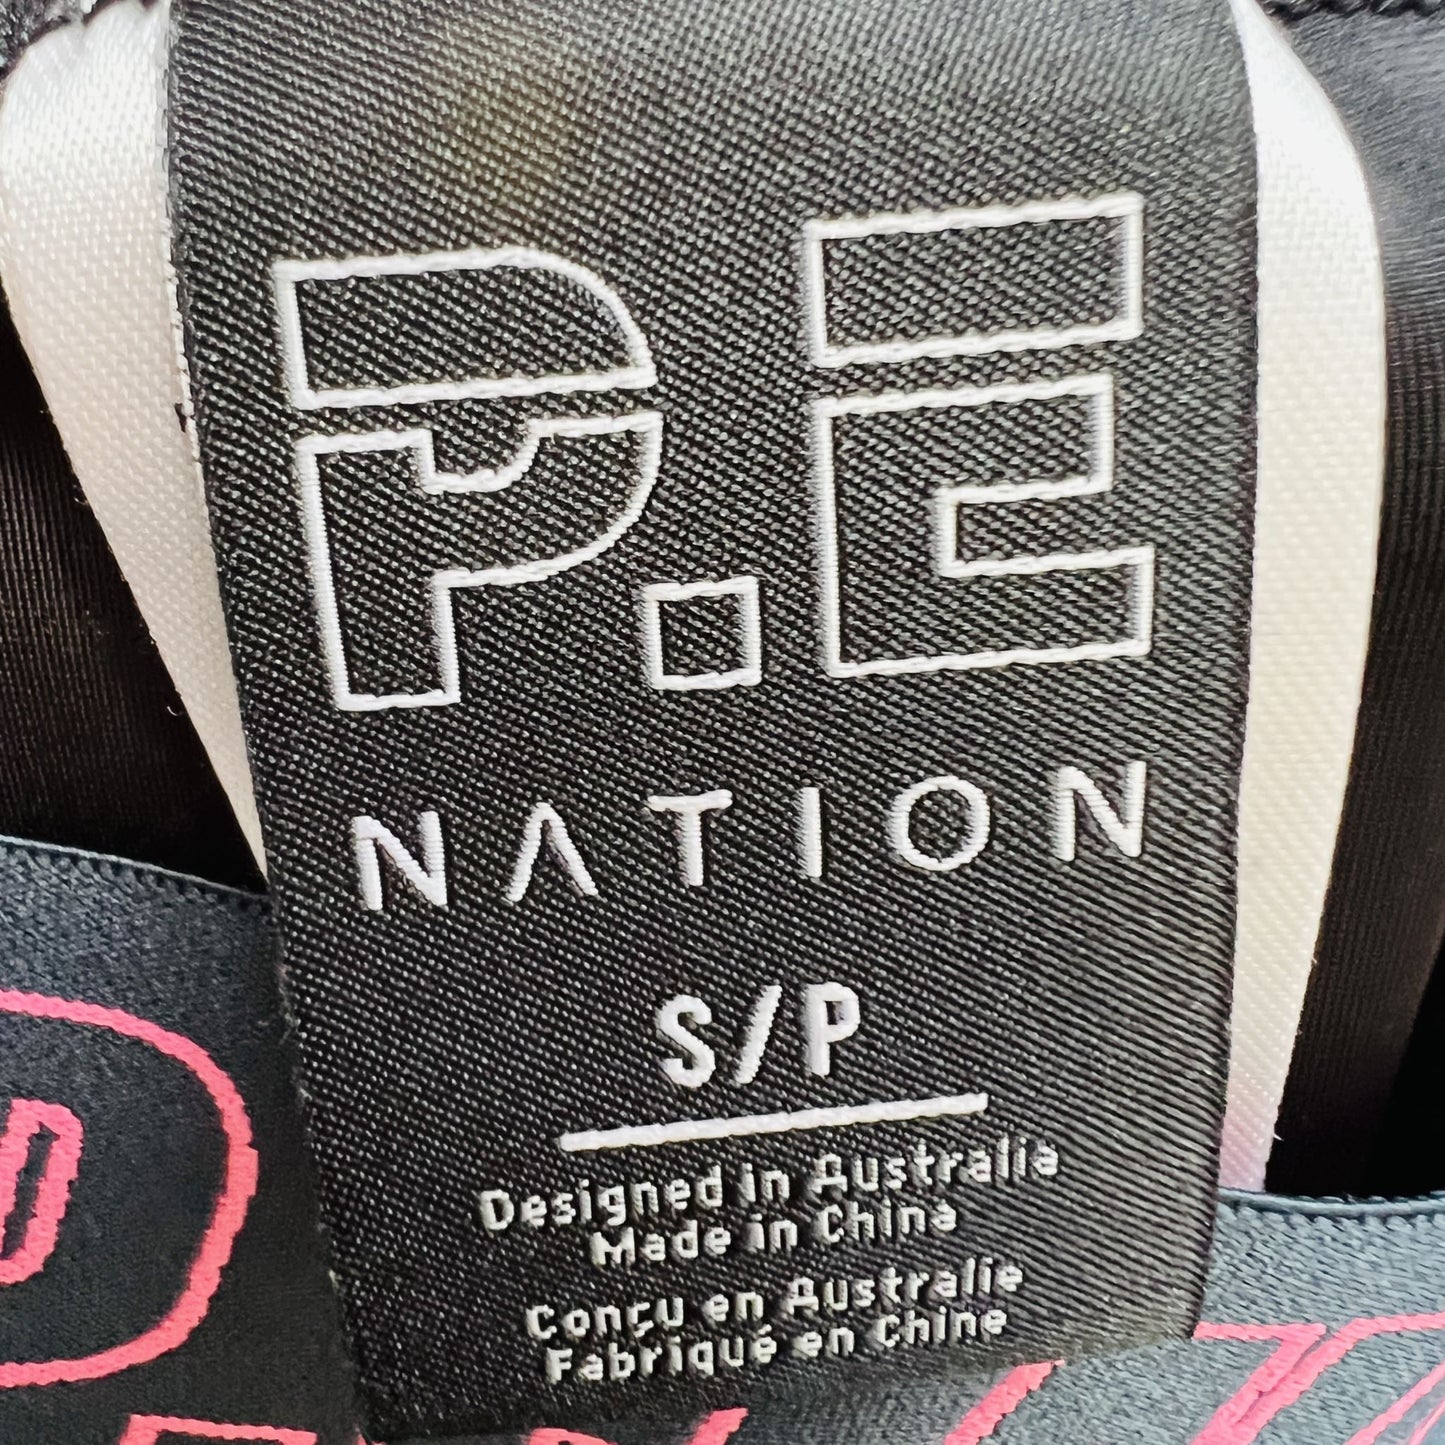 P.E
NATION
S/P
Designed in Australia
Made in China
Conçu en Australie
Fabriqué en Chine